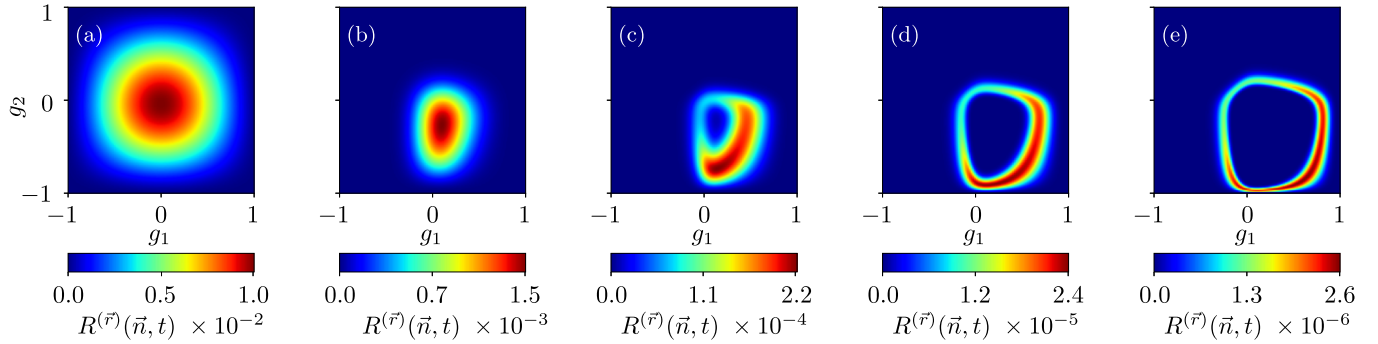 1
(a) (b) (c) (d) (e)
g₂
0
−1
−1 0 1 −1 0 1 −1 0 1 −1 0 1 −1 0 1
g₁ g₁ g₁ g₁ g₁
0.0 0.5 1.0 0.0 0.7 1.5 0.0 1.1 2.2 0.0 1.2 2.4 0.0 1.3 2.6
R^(r⃗)(n⃗, t) ×10⁻² R^(r⃗)(n⃗, t) ×10⁻³ R^(r⃗)(n⃗, t) ×10⁻⁴ R^(r⃗)(n⃗, t) ×10⁻⁵ R^(r⃗)(n⃗, t) ×10⁻⁶